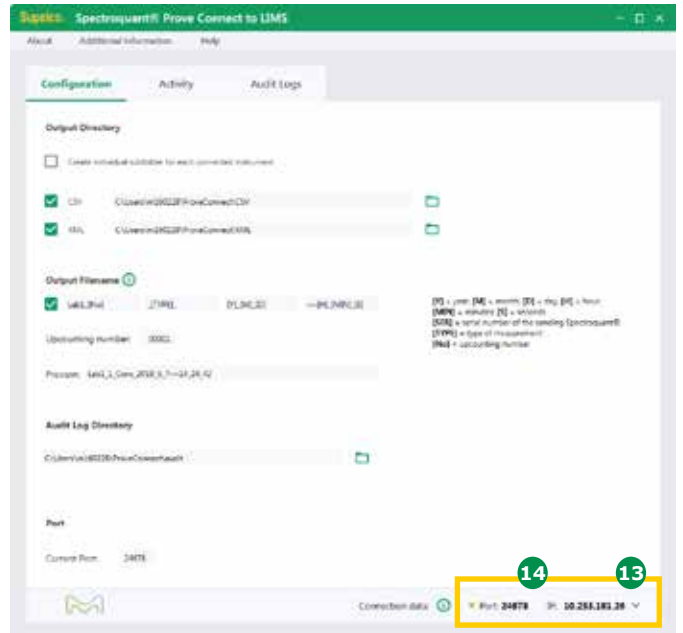 Supelco Spectroquant® Prove Connect to LIMS
About Additional Information Help
Configuration Activity Audit Logs
Output Directory
Create individual subfolder for each connected instrument
CSV
XML
Output Filename
[Y] = year [M] = month [D] = day [H] = hour
[MIN] = minutes [S] = seconds
[SER] = serial number of the sending Spectroquant®
[TYPE] = type of measurement
[No] = upcounting number
Upcounting number 00001
Preview:
Audit Log Directory
Port
Current Port: 24678
14 13
Connection data: Port: 24678 IP: 10.253.181.26